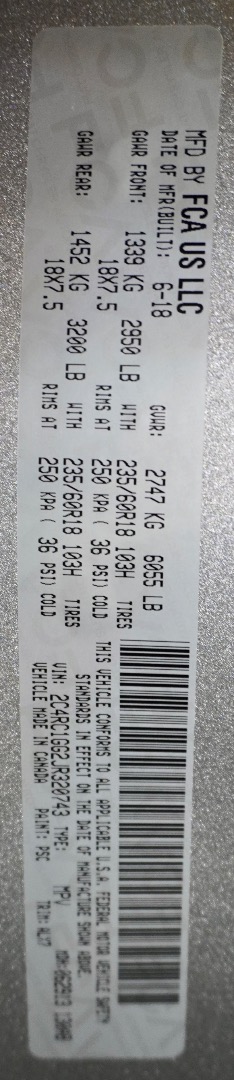 MFD BY FCA US LLC
DATE OF MFR(BUILT): 6-18 GVWR: 2747 KG 6055 LB
GAWR FRONT: 1339 KG 2950 LB WITH 235/60R18 103H TIRES
18X7.5 RIMS AT 250 KPA ( 36 PSI) COLD
GAWR REAR: 1452 KG 3200 LB WITH 235/60R18 103H TIRES
18X7.5 RIMS AT 250 KPA ( 36 PSI) COLD
THIS VEHICLE CONFORMS TO ALL APPLICABLE U.S.A. FEDERAL MOTOR VEHICLE SAFETY
STANDARDS IN EFFECT ON THE DATE OF MANUFACTURE SHOWN ABOVE.
VIN: 2C4RC1GG2JR320743 TYPE: MPV
VEHICLE MADE IN CANADA PAINT: PSC TRIM: